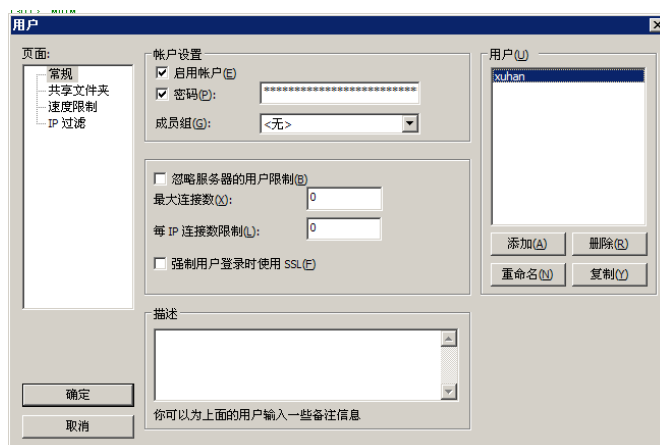 用户
页面:
常规
共享文件夹
速度限制
IP 过滤
确定
取消
帐户设置
启用帐户(E)
密码(P):
*************************
成员组(G):
<无>
忽略服务器的用户限制(B)
最大连接数(X):
0
每 IP 连接数限制(L):
0
强制用户登录时使用 SSL(F)
描述
你可以为上面的用户输入一些备注信息
用户(U)
xuhan
添加(A)
删除(R)
重命名(N)
复制(Y)